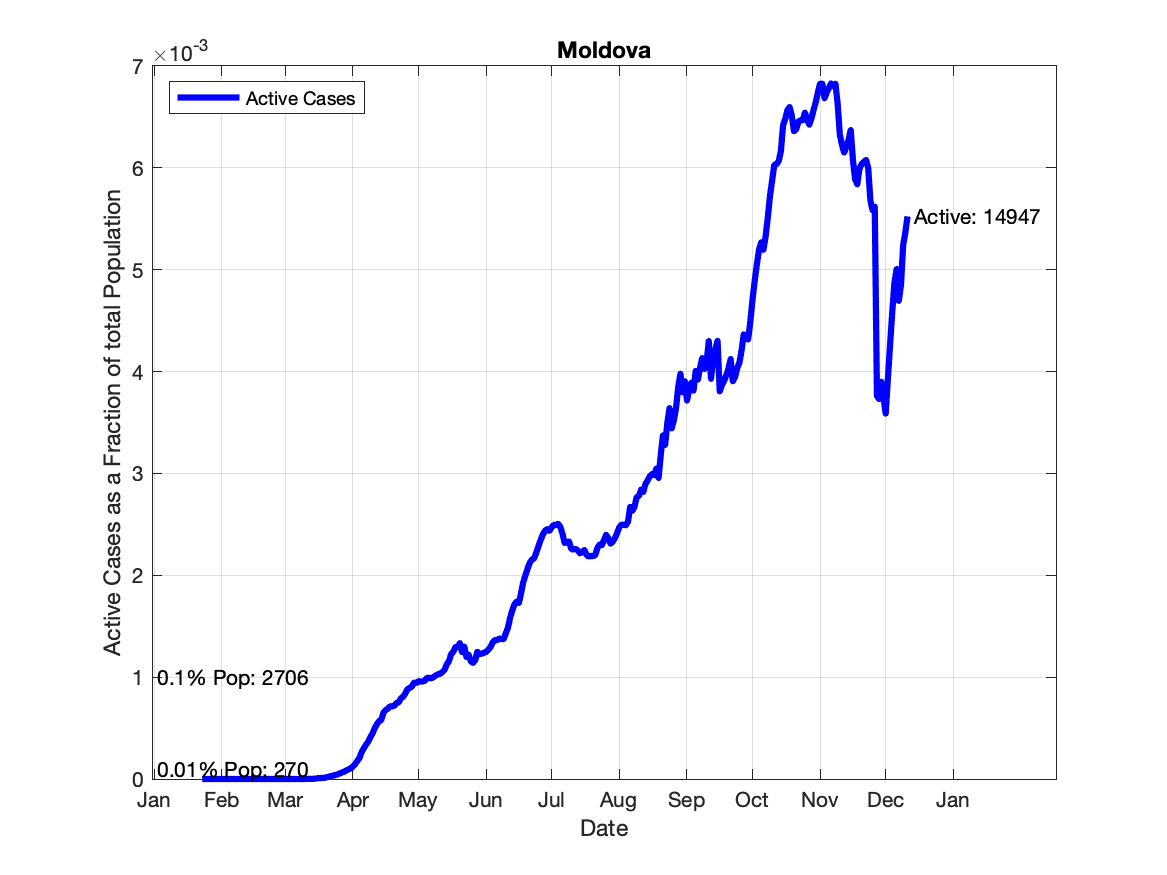 Moldova
×10-3
7
6
5
4
3
2
1
0
Active Cases as a Fraction of total Population
Active Cases
Active: 14947
0.1% Pop: 2706
0.01% Pop: 270
Jan Feb Mar Apr May Jun Jul Aug Sep Oct Nov Dec Jan
Date